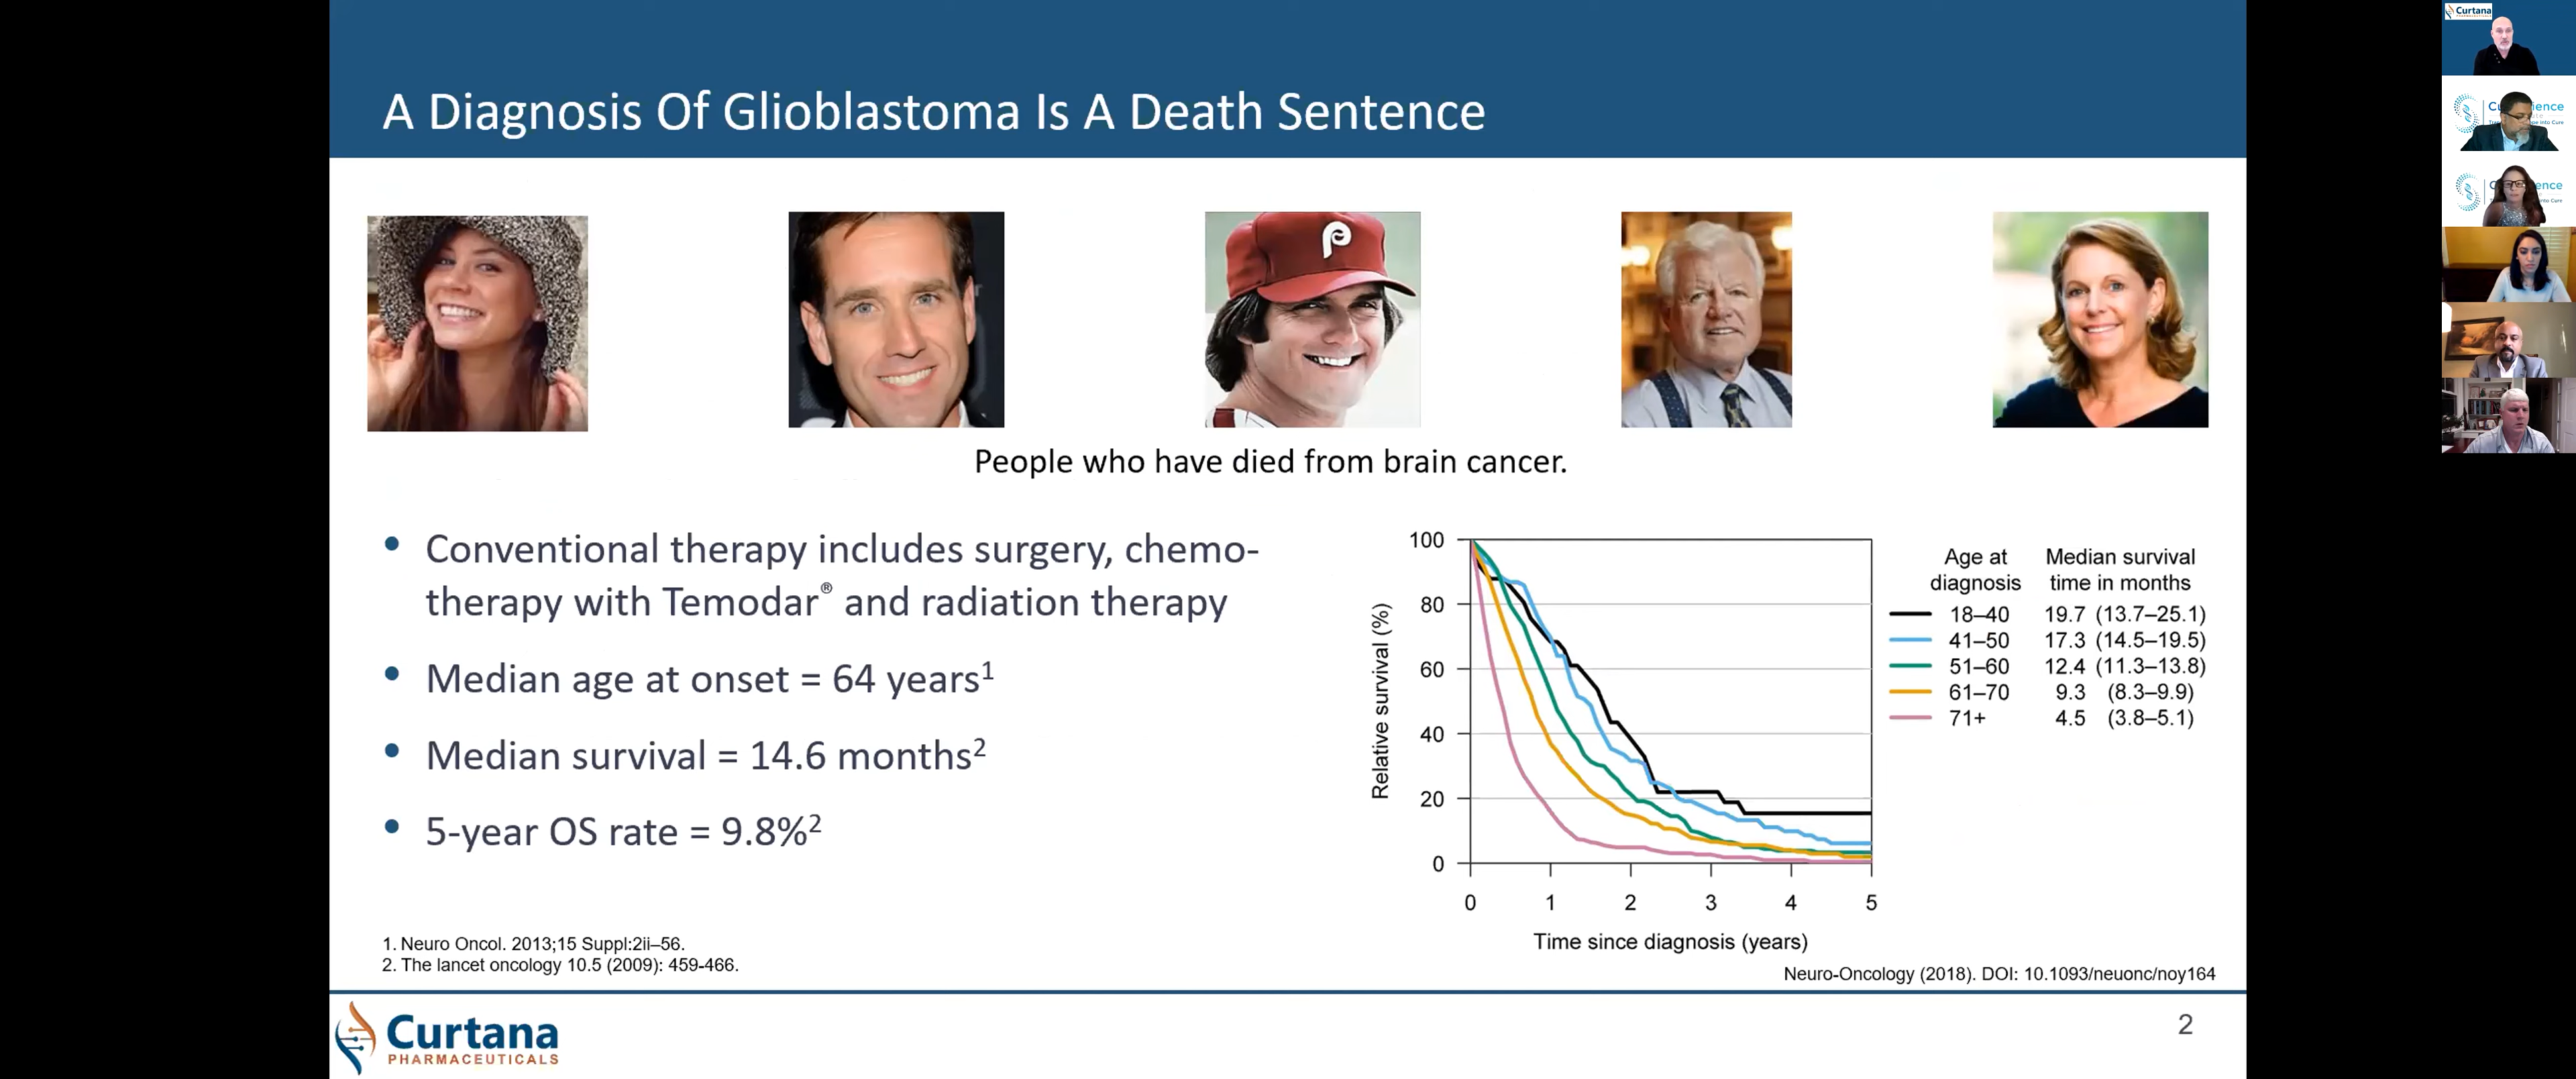 A Diagnosis Of Glioblastoma Is A Death Sentence
P
People who have died from brain cancer.
• Conventional therapy includes surgery, chemo-
therapy with Temodar® and radiation therapy
• Median age at onset = 64 years¹
• Median survival = 14.6 months²
• 5-year OS rate = 9.8%²
1. Neuro Oncol. 2013;15 Suppl:2ii–56.
2. The lancet oncology 10.5 (2009): 459-466.
Relative survival (%)
100
80
60
40
20
0
0 1 2 3 4 5
Time since diagnosis (years)
Age at Median survival
diagnosis time in months
18–40 19.7 (13.7–25.1)
41–50 17.3 (14.5–19.5)
51–60 12.4 (11.3–13.8)
61–70 9.3 (8.3–9.9)
71+ 4.5 (3.8–5.1)
Neuro-Oncology (2018). DOI: 10.1093/neuonc/noy164
Curtana
PHARMACEUTICALS
2
Curtana